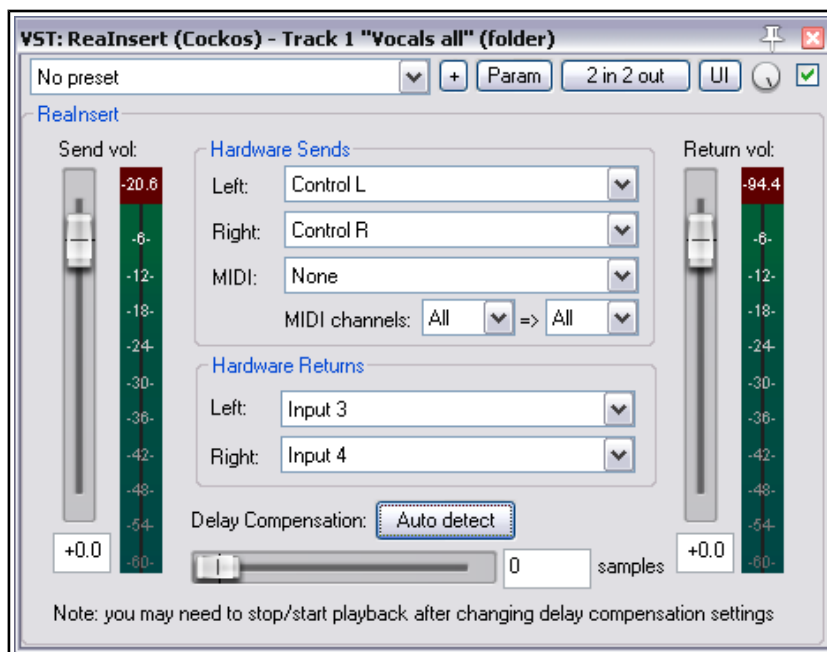 VST: ReaInsert (Cockos) - Track 1 "Vocals all" (folder)
No preset + Param 2 in 2 out UI
ReaInsert
Send vol: Hardware Sends Return vol:
-20.6 Left: Control L -94.4
-6- Right: Control R -6-
-12- MIDI: None -12-
-18- MIDI channels: All => All -18-
-24- -24-
-30- Hardware Returns -30-
-36- Left: Input 3 -36-
-42- Right: Input 4 -42-
-48- -48-
-54- Delay Compensation: Auto detect -54-
+0.0 -60- 0 samples +0.0 -60-
Note: you may need to stop/start playback after changing delay compensation settings